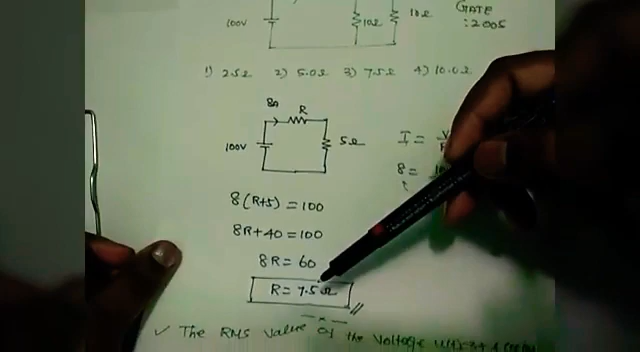 GATE
:2005
100V
10Ω
10Ω
1) 2.5Ω 2) 5.0Ω 3) 7.5Ω 4) 10.0Ω
8A
R
100V
5Ω
I = V
8 = 10
8(R+5) = 100
8R+40 = 100
8R = 60
R = 7.5Ω
✓ The RMS value of the voltage